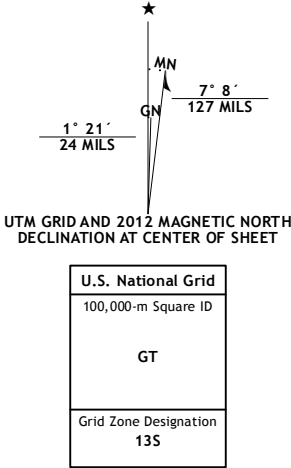 ★
MN
GN
7° 8´
127 MILS
1° 21´
24 MILS
UTM GRID AND 2012 MAGNETIC NORTH
DECLINATION AT CENTER OF SHEET
U.S. National Grid
100,000-m Square ID
GT
Grid Zone Designation
13S